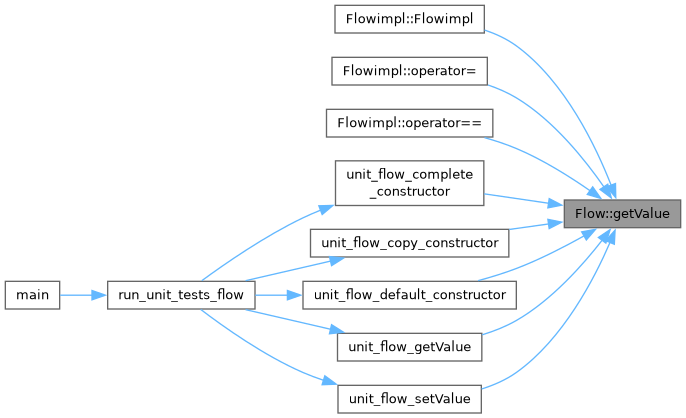 Flowimpl::Flowimpl
Flowimpl::operator=
Flowimpl::operator==
unit_flow_complete
_constructor
Flow::getValue
unit_flow_copy_constructor
main
run_unit_tests_flow
unit_flow_default_constructor
unit_flow_getValue
unit_flow_setValue